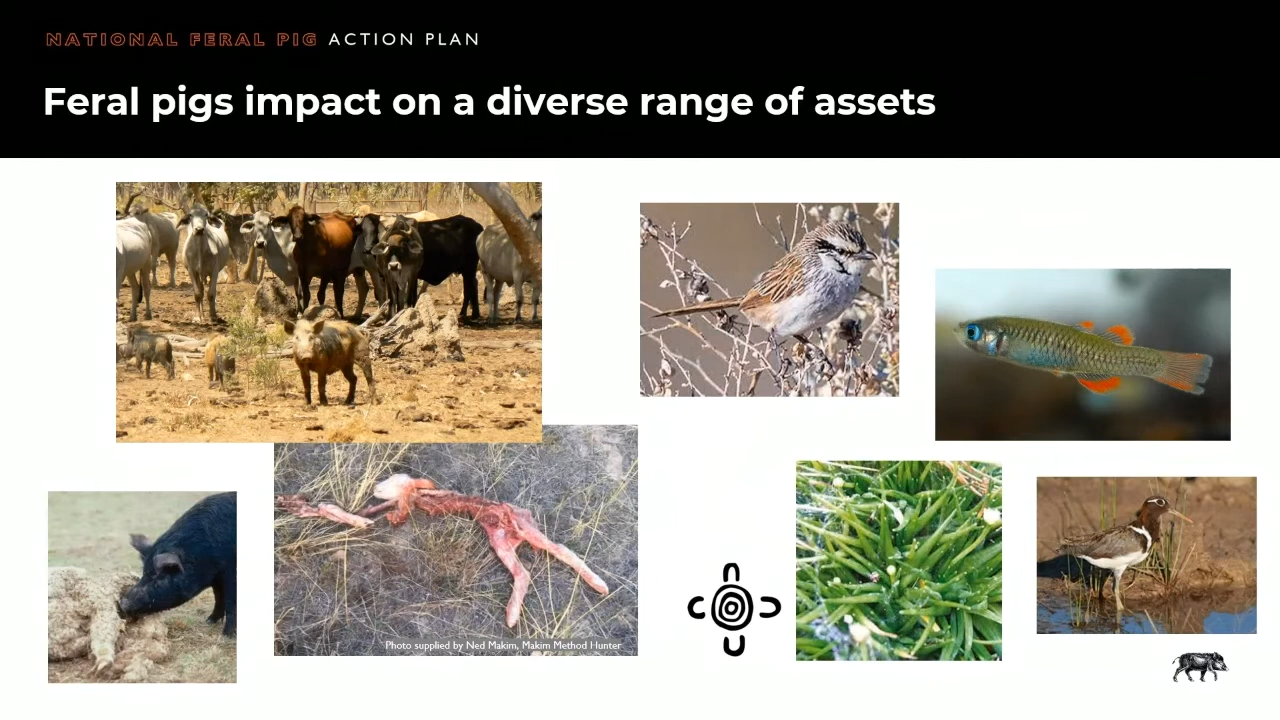 NATIONAL FERAL PIG ACTION PLAN
Feral pigs impact on a diverse range of assets
Photo supplied by Ned Makim, Makim Method Hunter